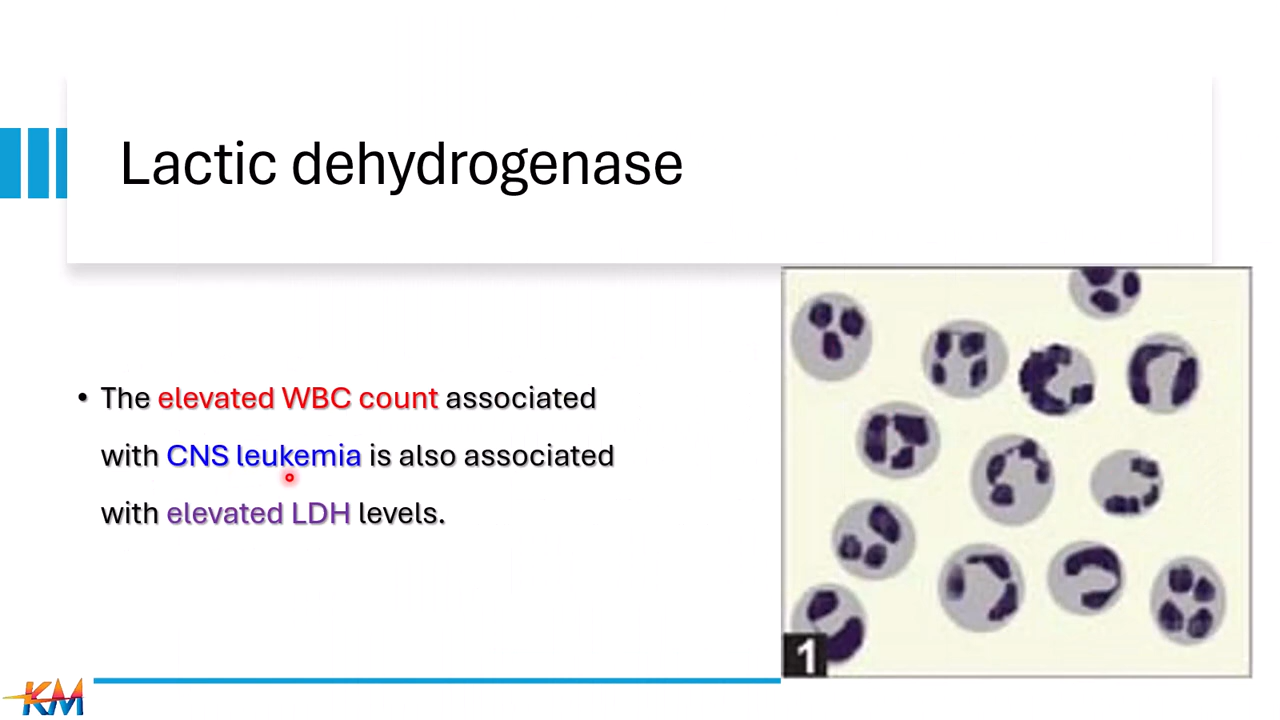 Lactic dehydrogenase
• The elevated WBC count associated
with CNS leukemia is also associated
with elevated LDH levels.
1
KM